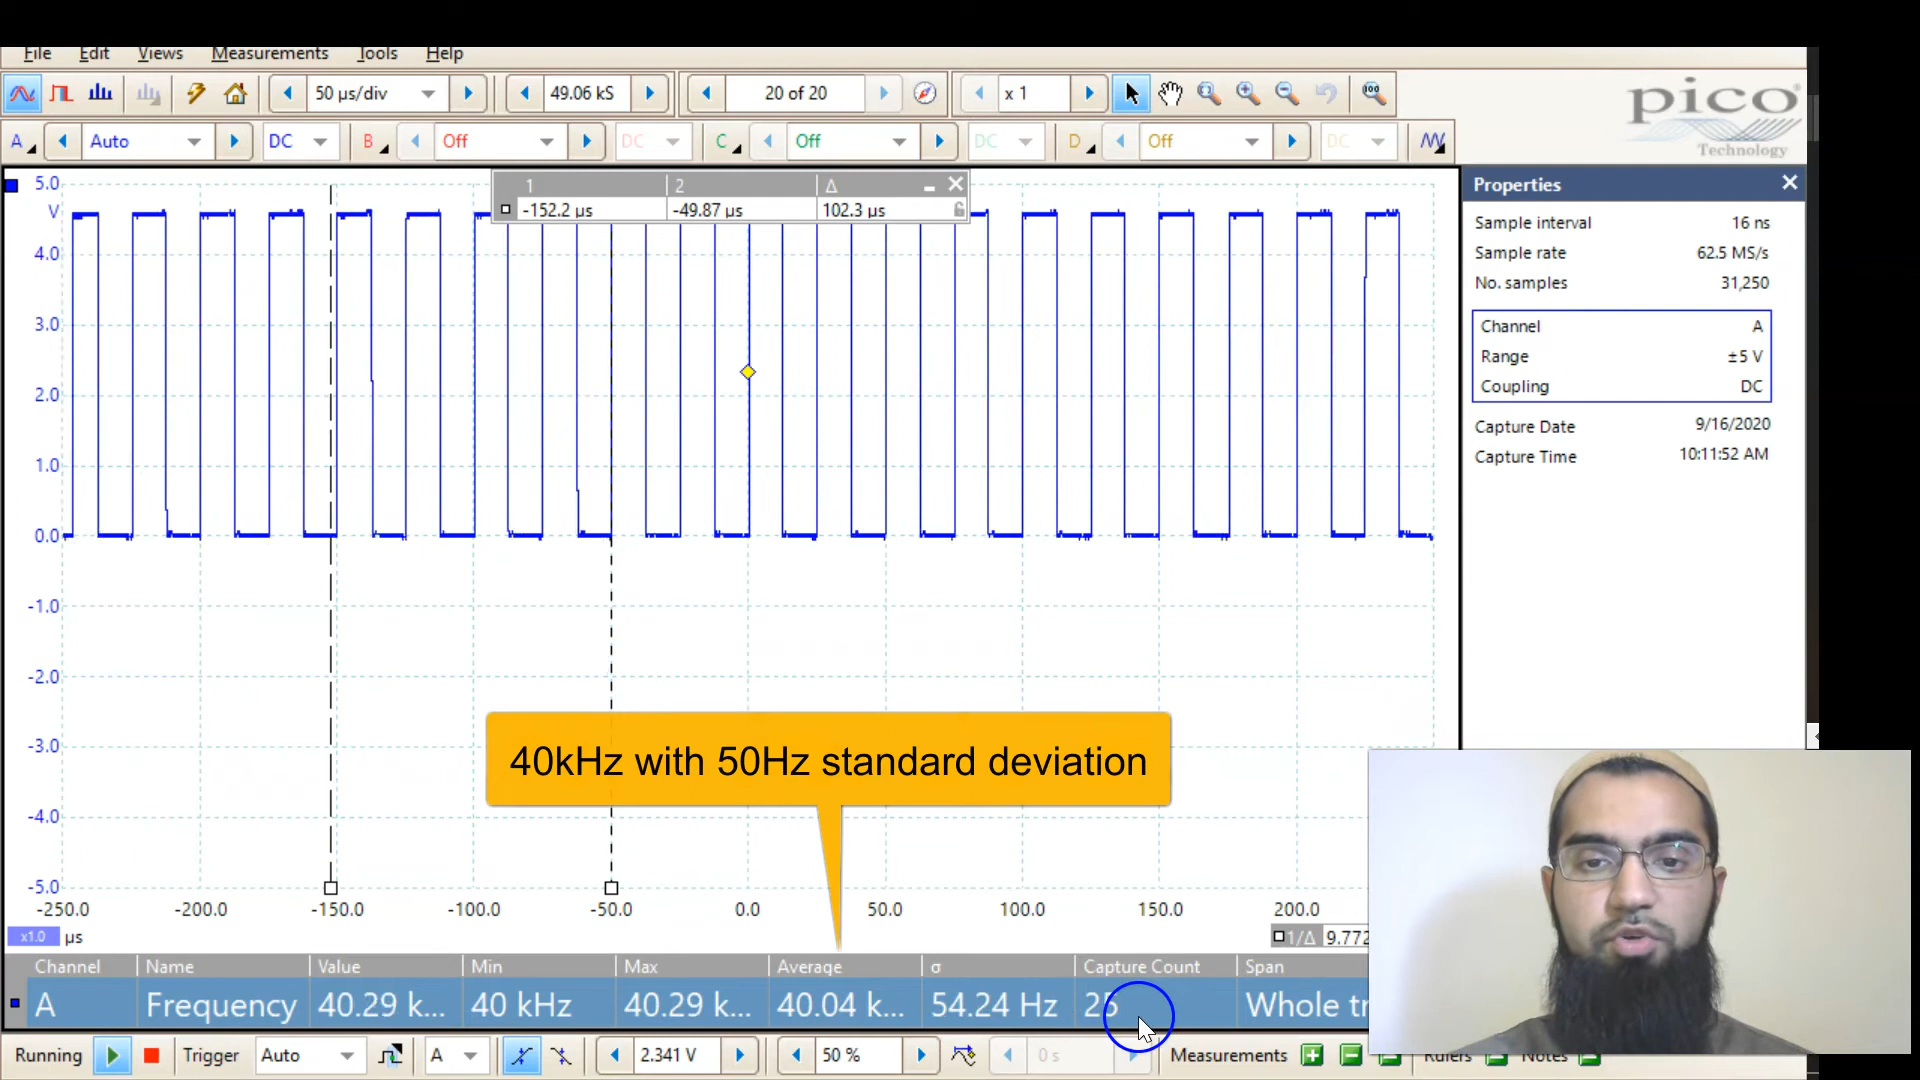 File Edit Views Measurements Tools Help
50 µs/div 49.06 kS 20 of 20 x 1
pico
Technology
A Auto DC B Off DC C Off DC D Off DC
Properties
Sample interval 16 ns
Sample rate 62.5 MS/s
No. samples 31,250
Channel A
Range ±5 V
Coupling DC
Capture Date 9/16/2020
Capture Time 10:11:52 AM
1 2 Δ
-152.2 µs -49.87 µs 102.3 µs
5.0
V
4.0
3.0
2.0
1.0
0.0
-1.0
-2.0
-3.0
-4.0
-5.0
40kHz with 50Hz standard deviation
-250.0 -200.0 -150.0 -100.0 -50.0 0.0 50.0 100.0 150.0 200.0
x1.0 µs
1/Δ 9.772
Channel Name Value Min Max Average σ Capture Count Span
A Frequency 40.29 k... 40 kHz 40.29 k... 40.04 k... 54.24 Hz 25 Whole tr
Running Trigger Auto A 2.341 V 50 % 0 s Measurements Rulers Notes